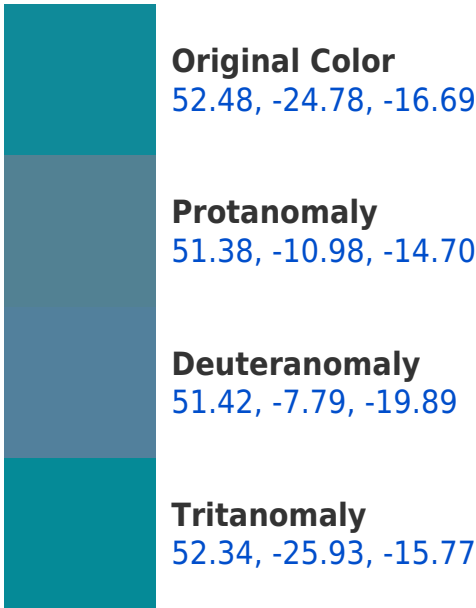 Original Color
52.48, -24.78, -16.69
Protanomaly
51.38, -10.98, -14.70
Deuteranomaly
51.42, -7.79, -19.89
Tritanomaly
52.34, -25.93, -15.77